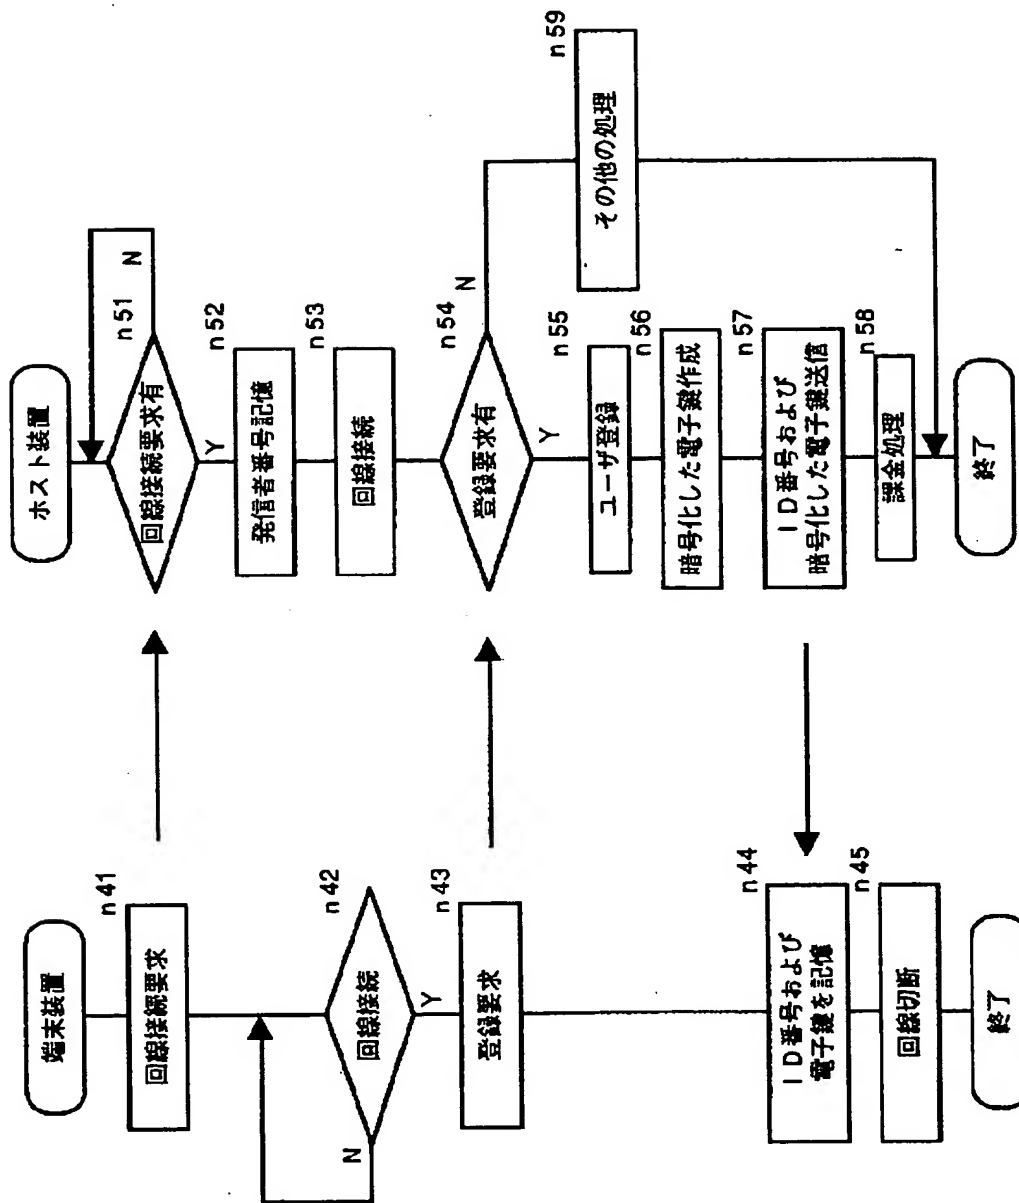 端末装置
n41
回線接続要求
n42
回線接続
N
Y
n43
登録要求
n44
ID番号および
電子鍵を記憶
n45
回線切断
終了
ホスト装置
n51
回線接続要求有
N
Y
n52
発信者番号記憶
n53
回線接続
n54
登録要求有
N
Y
n55
ユーザ登録
n56
暗号化した電子鍵作成
n57
ID番号および
暗号化した電子鍵送信
n58
課金処理
n59
その他の処理
終了